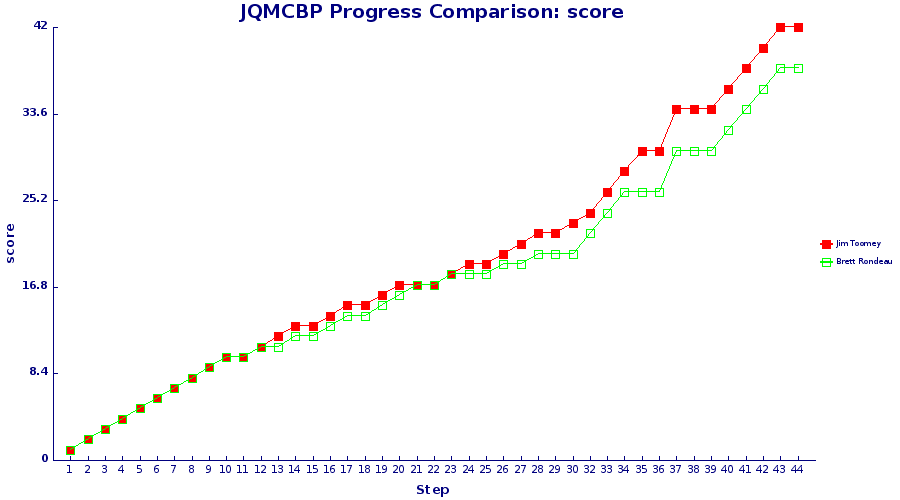 JQMCBP Progress Comparison: score
42
33.6
25.2
16.8
8.4
0
score
1 2 3 4 5 6 7 8 9 10 11 12 13 14 15 16 17 18 19 20 21 22 23 24 25 26 27 28 29 30 32 33 34 35 36 37 38 39 40 41 42 43 44
Step
Jim Toomey
Brett Rondeau